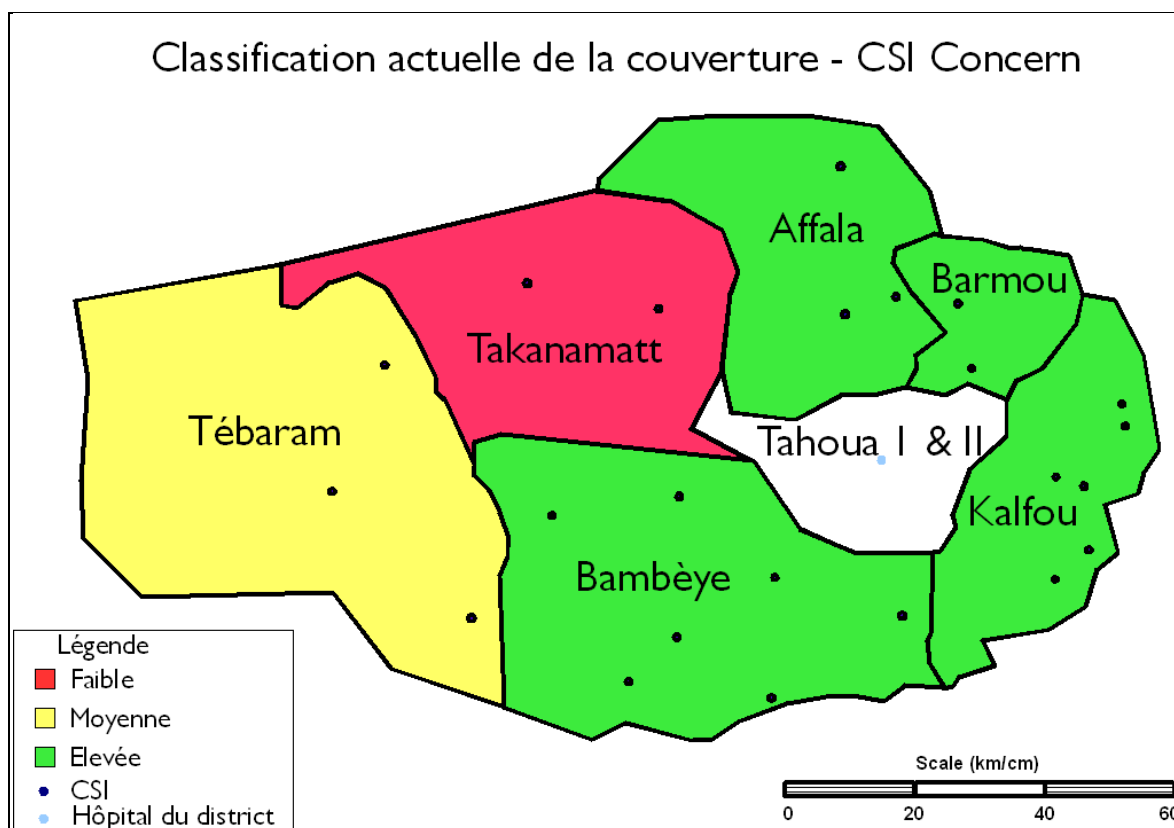 Classification actuelle de la couverture - CSI Concern
Affala
Barmou
Takanamatt
Tébaram
Tahoua I & II
Kalfou
Bambèye
Légende
Faible
Moyenne
Elevée
CSI
Hôpital du district
Scale (km/cm)
0 20 40 60